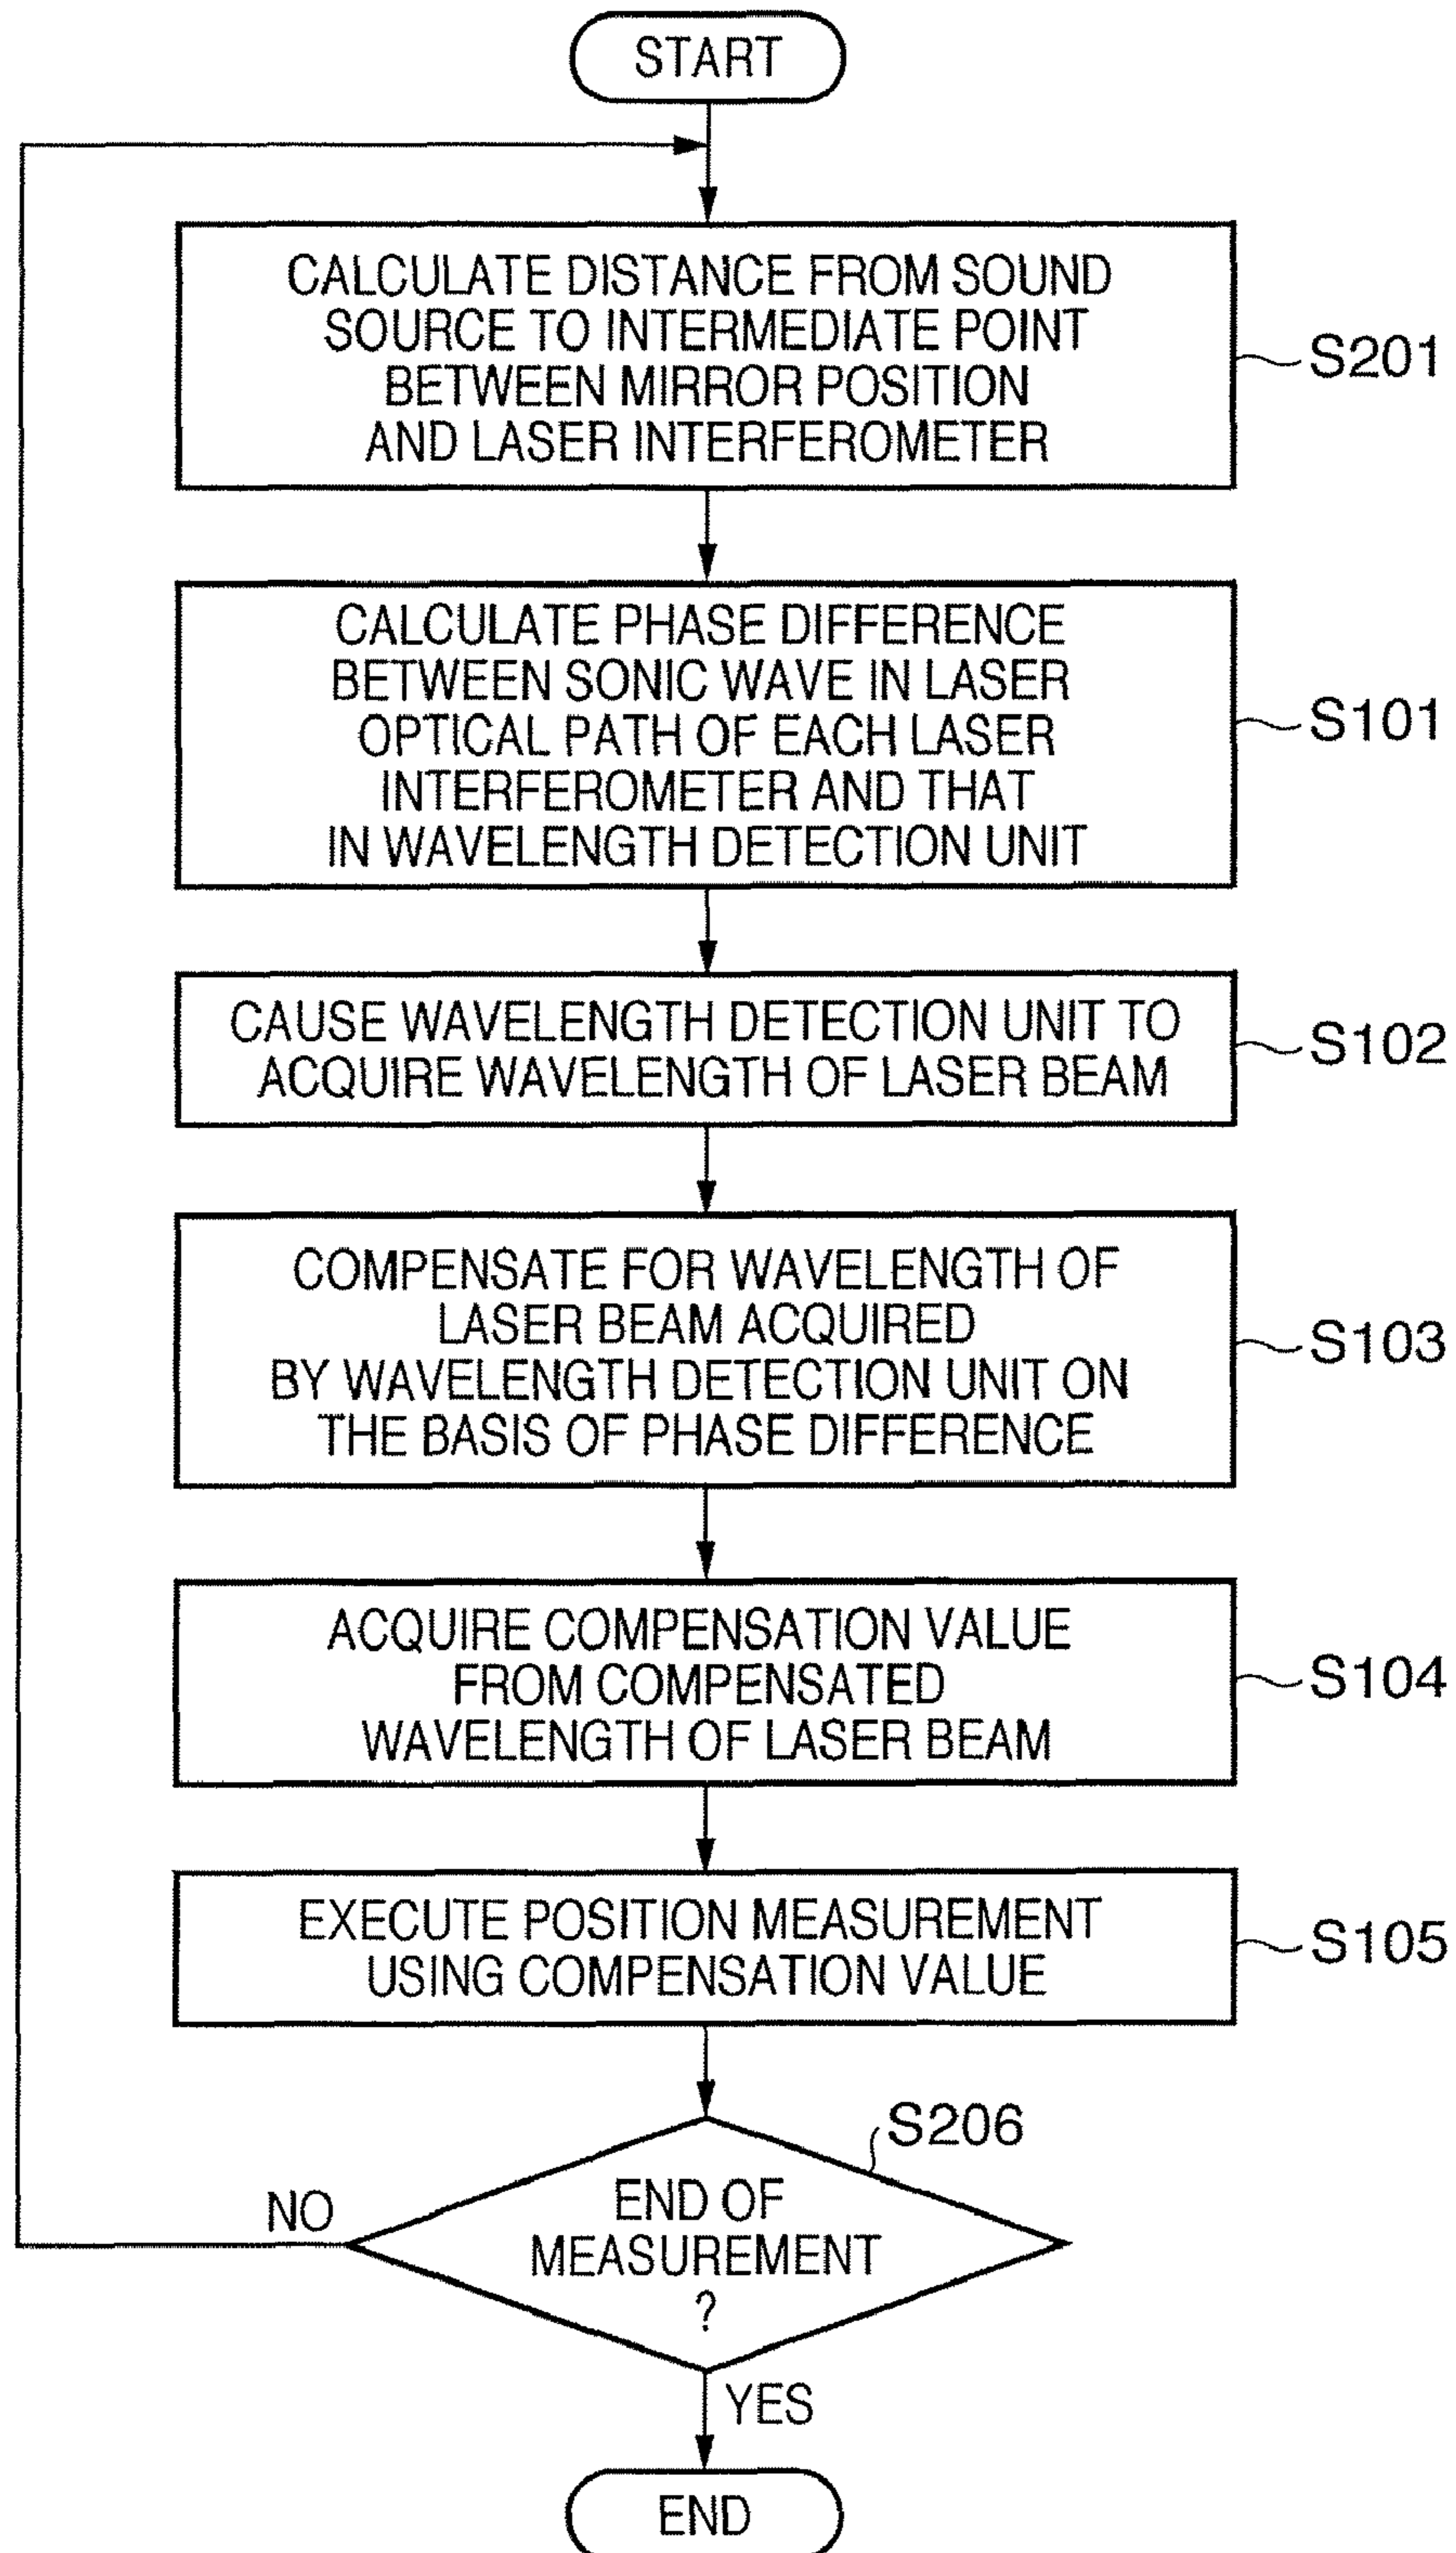 START
CALCULATE DISTANCE FROM SOUND
SOURCE TO INTERMEDIATE POINT
BETWEEN MIRROR POSITION
AND LASER INTERFEROMETER
S201
CALCULATE PHASE DIFFERENCE
BETWEEN SONIC WAVE IN LASER
OPTICAL PATH OF EACH LASER
INTERFEROMETER AND THAT
IN WAVELENGTH DETECTION UNIT
S101
CAUSE WAVELENGTH DETECTION UNIT TO
ACQUIRE WAVELENGTH OF LASER BEAM
S102
COMPENSATE FOR WAVELENGTH OF
LASER BEAM ACQUIRED
BY WAVELENGTH DETECTION UNIT ON
THE BASIS OF PHASE DIFFERENCE
S103
ACQUIRE COMPENSATION VALUE
FROM COMPENSATED
WAVELENGTH OF LASER BEAM
S104
EXECUTE POSITION MEASUREMENT
USING COMPENSATION VALUE
S105
S206
END OF
MEASUREMENT
?
NO
YES
END